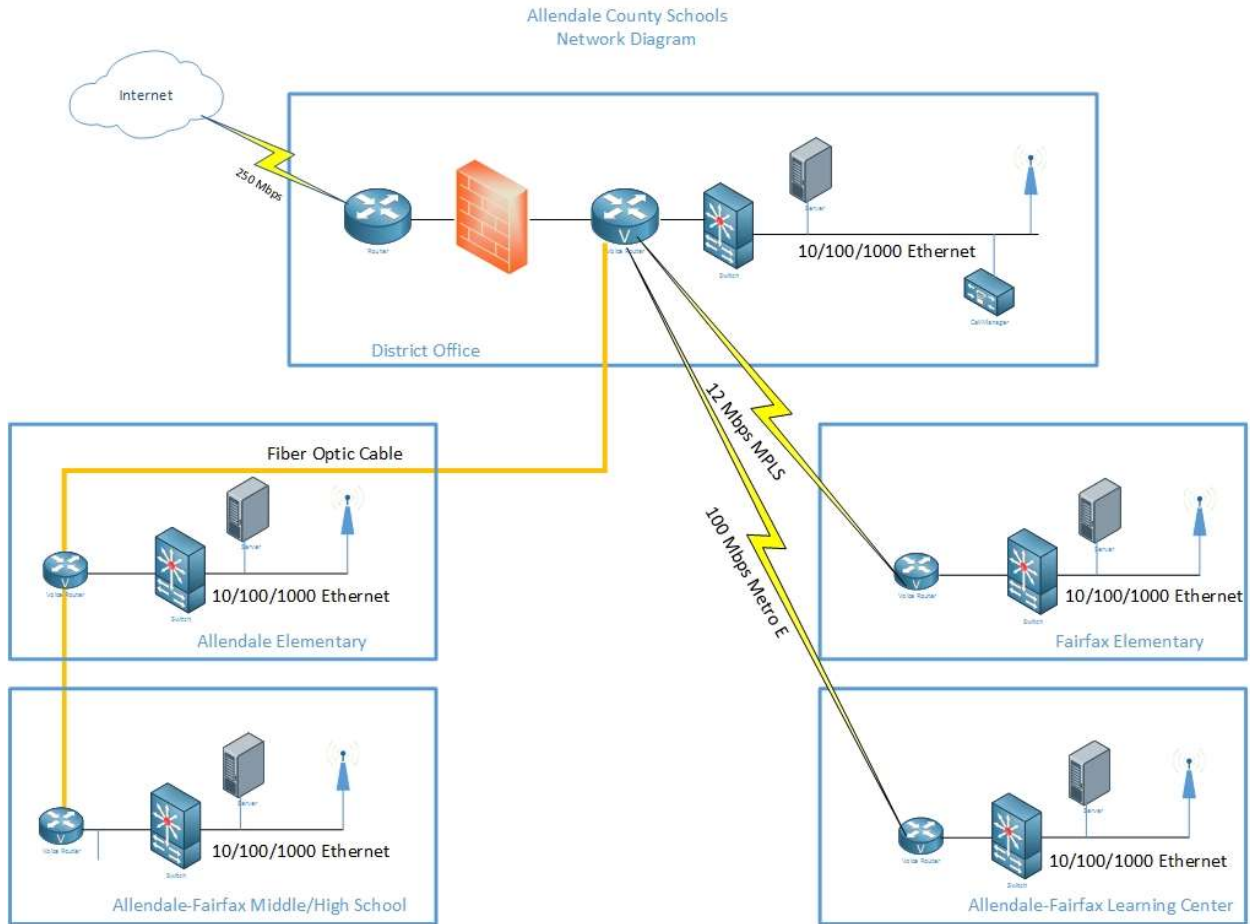 Allendale County Schools
Network Diagram
Internet
250 Mbps
Router
V
Voice Router
Switch
Server
10/100/1000 Ethernet
CallManager
District Office
12 Mbps MPLS
100 Mbps Metro E
Fiber Optic Cable
V
Voice Router
Switch
Server
10/100/1000 Ethernet
Allendale Elementary
V
Voice Router
Switch
Server
10/100/1000 Ethernet
Fairfax Elementary
V
Voice Router
Switch
Server
10/100/1000 Ethernet
Allendale-Fairfax Middle/High School
V
Voice Router
Switch
Server
10/100/1000 Ethernet
Allendale-Fairfax Learning Center